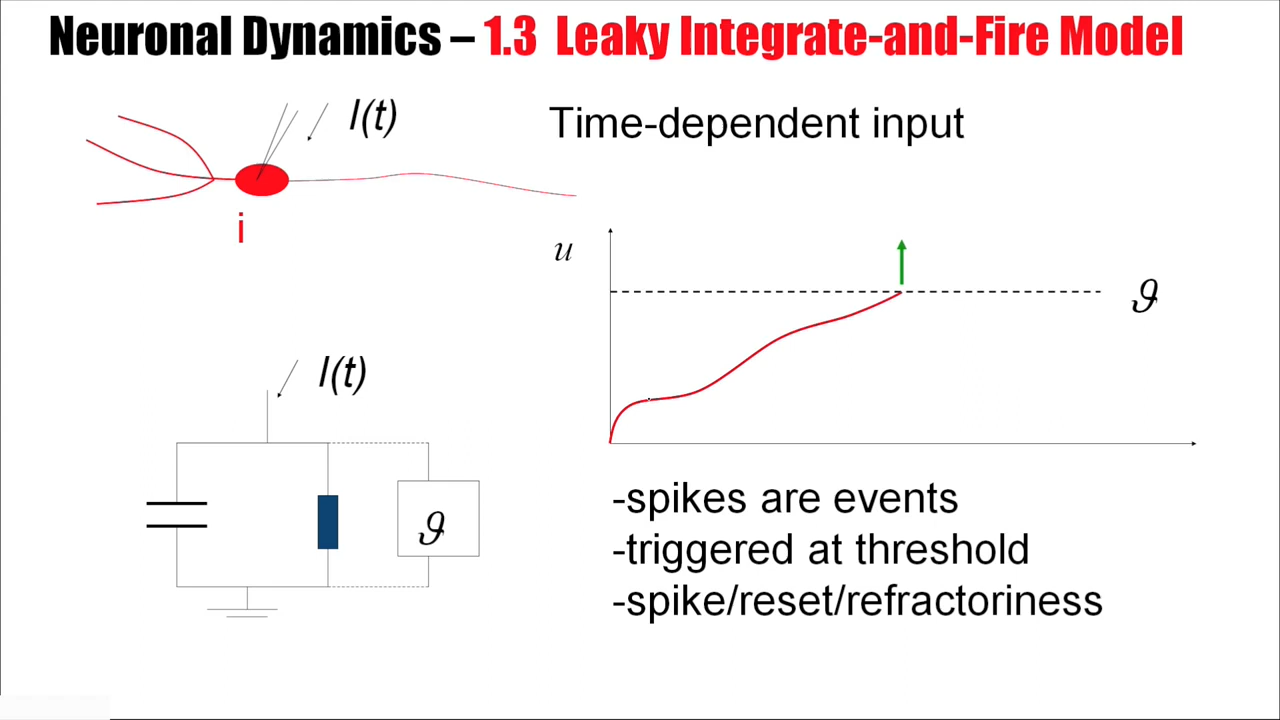 Neuronal Dynamics – 1.3 Leaky Integrate-and-Fire Model
I(t)
Time-dependent input
i
u
ϑ
I(t)
ϑ
-spikes are events
-triggered at threshold
-spike/reset/refractoriness